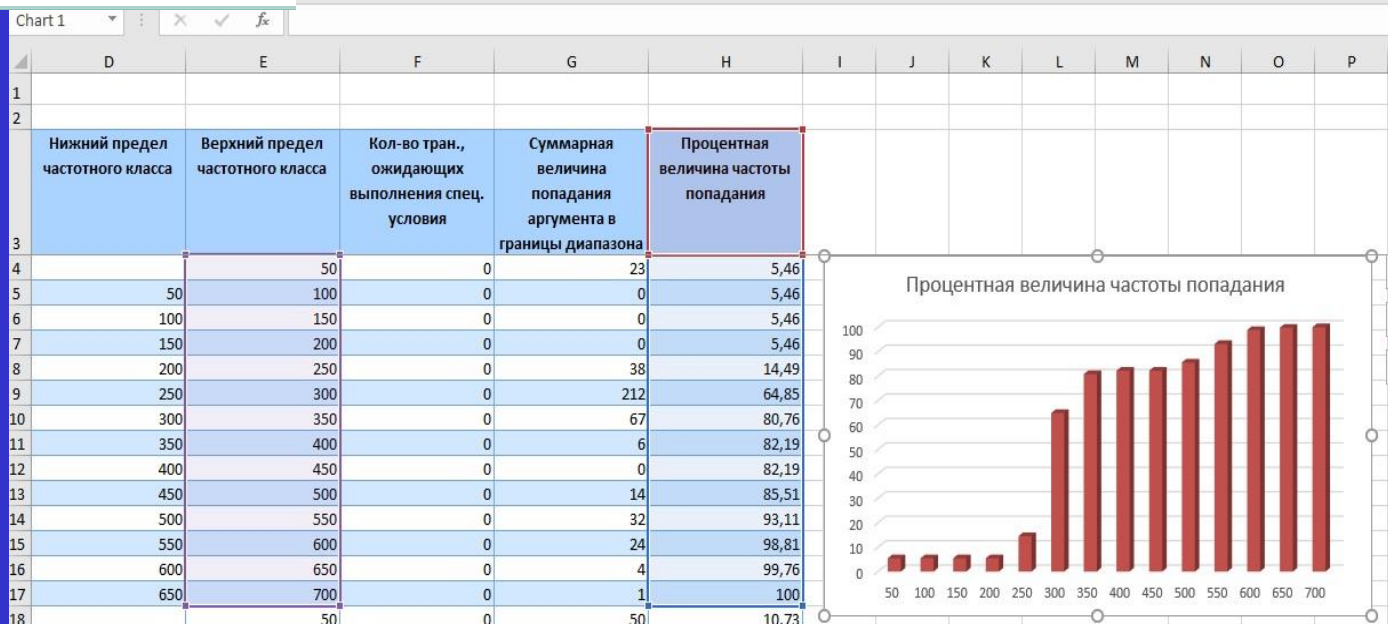 Chart 1 fx
D E F G H I J K L M N O P
1
2
Нижний предел частотного класса Верхний предел частотного класса Кол-во тран., ожидающих выполнения спец. условия Суммарная величина попадания аргумента в границы диапазона Процентная величина частоты попадания
3
4 50 0 23 5,46
5 50 100 0 0 5,46
6 100 150 0 0 5,46
7 150 200 0 0 5,46
8 200 250 0 38 14,49
9 250 300 0 212 64,85
10 300 350 0 67 80,76
11 350 400 0 6 82,19
12 400 450 0 0 82,19
13 450 500 0 14 85,51
14 500 550 0 32 93,11
15 550 600 0 24 98,81
16 600 650 0 4 99,76
17 650 700 0 1 100
18 50 0 50 10,73
Процентная величина частоты попадания
100
90
80
70
60
50
40
30
20
10
0
50 100 150 200 250 300 350 400 450 500 550 600 650 700